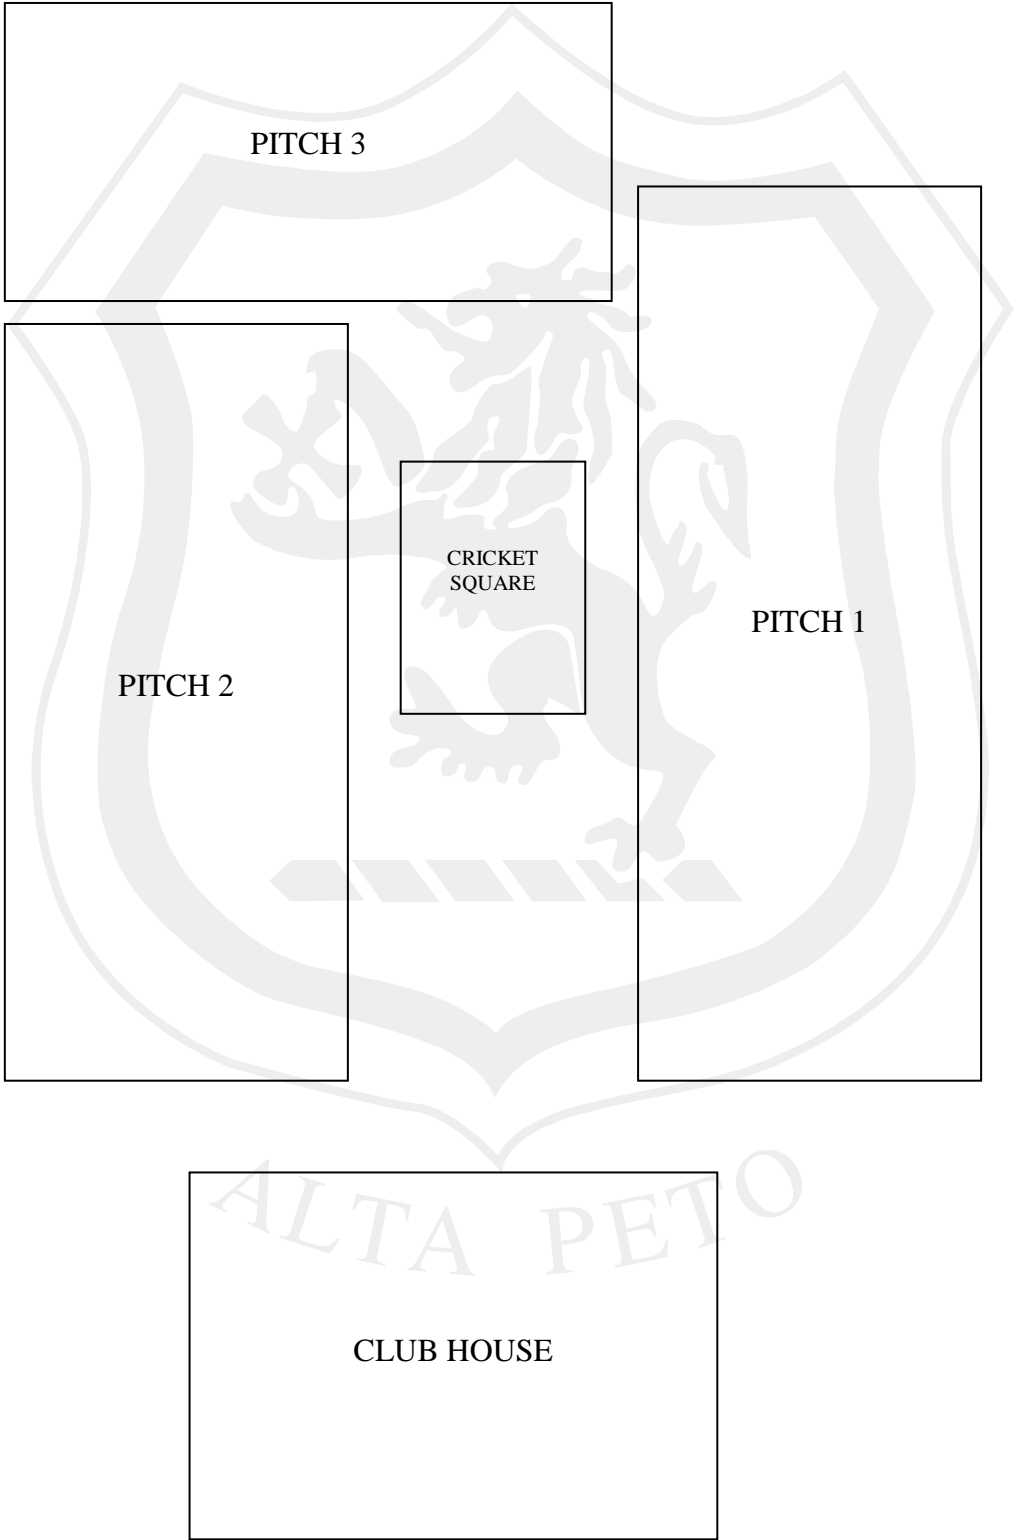 PITCH 3
CRICKET
SQUARE
PITCH 1
PITCH 2
ALTA PETO
CLUB HOUSE